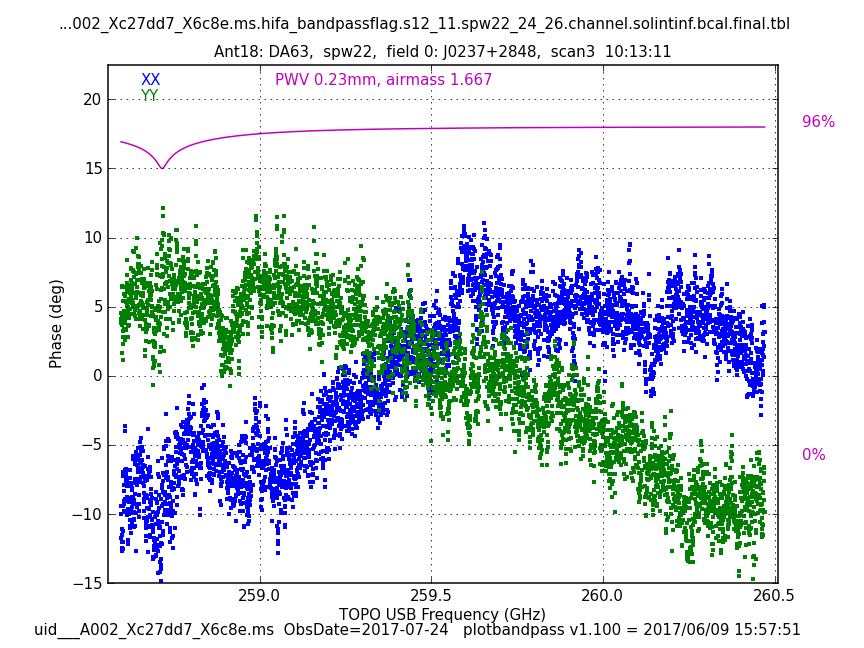 ...002_Xc27dd7_X6c8e.ms.hifa_bandpassflag.s12_11.spw22_24_26.channel.solintinf.bcal.final.tbl
Ant18: DA63, spw22, field 0: J0237+2848, scan3 10:13:11
XX
YY
PWV 0.23mm, airmass 1.667
96%
0%
20
15
10
5
0
−5
−10
−15
Phase (deg)
259.0
259.5
260.0
260.5
TOPO USB Frequency (GHz)
uid___A002_Xc27dd7_X6c8e.ms ObsDate=2017-07-24 plotbandpass v1.100 = 2017/06/09 15:57:51